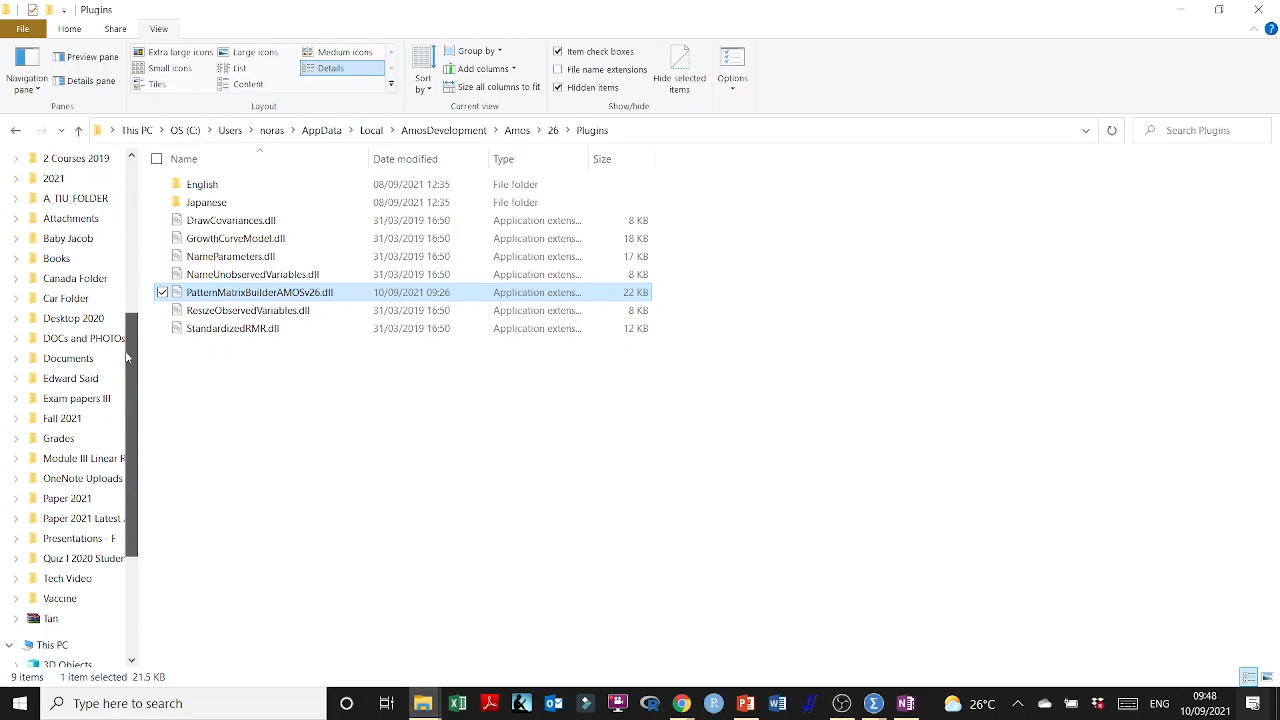 Plugins
File Home Share View
Navigation pane
Preview pane
Details pane
Panes
Extra large icons Large icons Medium icons
Small icons List Details
Tiles Content
Layout
Sort by
Group by
Add columns
Size all columns to fit
Current view
Item check boxes
File name extensions
Hidden items
Hide selected items
Show/hide
Options
This PC OS (C:) Users noras AppData Local AmosDevelopment Amos 26 Plugins
Search Plugins
2 Courses 2019
2021
A_TIU_FOLDER
Attachments
Baby Jacob
Books
Canada Folder
Car Folder
Desktop 2020
DOCs and PHOTOs
Documents
Edward Said
Exam papers III
Fall 2021
Grades
Module III Linear R
OneNote Uploads
Paper 2021
Paper 2021 Latest
Presentations - F
Quiz I 2020 Studen
Tech Video
Vaccine
Tan
This PC
3D Objects
Name Date modified Type Size
English 08/09/2021 12:35 File folder
Japanese 08/09/2021 12:35 File folder
DrawCovariances.dll 31/03/2019 16:50 Application extens... 8 KB
GrowthCurveModel.dll 31/03/2019 16:50 Application extens... 18 KB
NameParameters.dll 31/03/2019 16:50 Application extens... 17 KB
NameUnobservedVariables.dll 31/03/2019 16:50 Application extens... 8 KB
PatternMatrixBuilderAMOSv26.dll 10/09/2021 09:26 Application extens... 22 KB
ResizeObservedVariables.dll 31/03/2019 16:50 Application extens... 8 KB
StandardizedRMR.dll 31/03/2019 16:50 Application extens... 12 KB
9 items 1 item selected 21.5 KB
Type here to search
26°C
ENG
09:48
10/09/2021